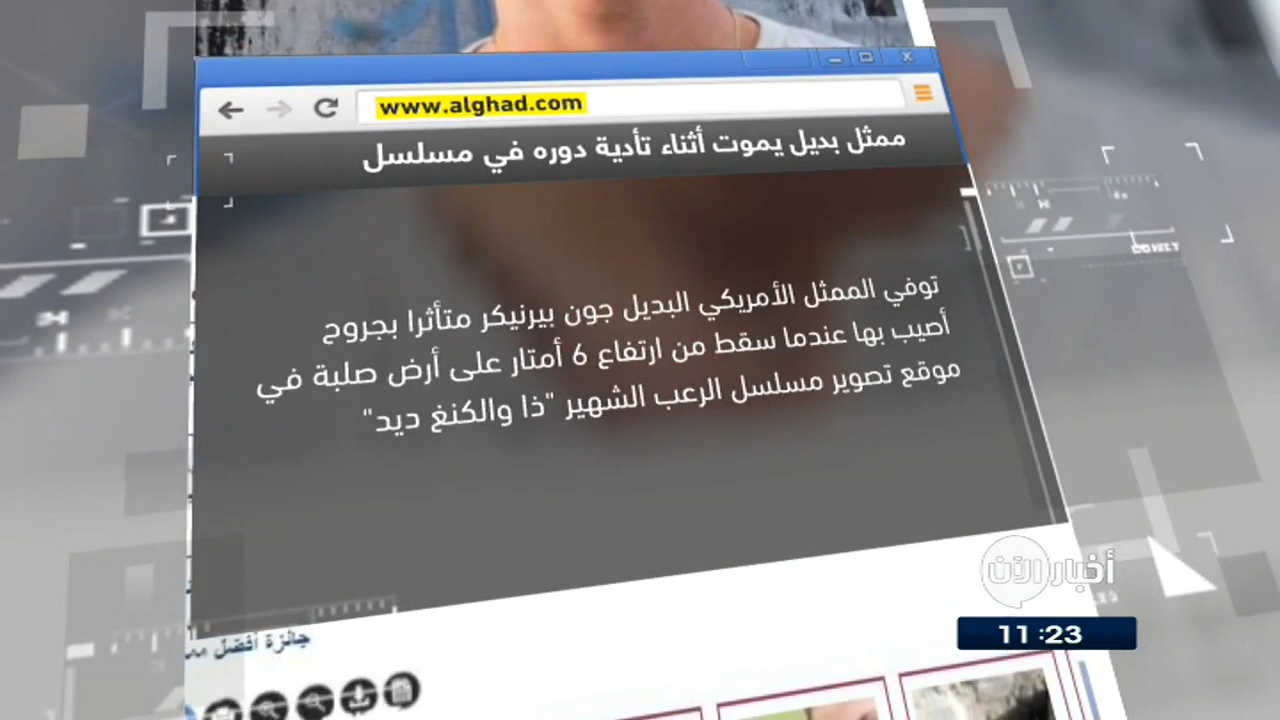 www.alghad.com
ممثل بديل يموت أثناء تأدية دوره في مسلسل
توفي الممثل الأمريكي البديل جون بيرنيكر متأثرا بجروح
أصيب بها عندما سقط من ارتفاع 6 أمتار على أرض صلبة في
موقع تصوير مسلسل الرعب الشهير "ذا والكنغ ديد"
أخبار الآن
11:23
جائزة أفضل